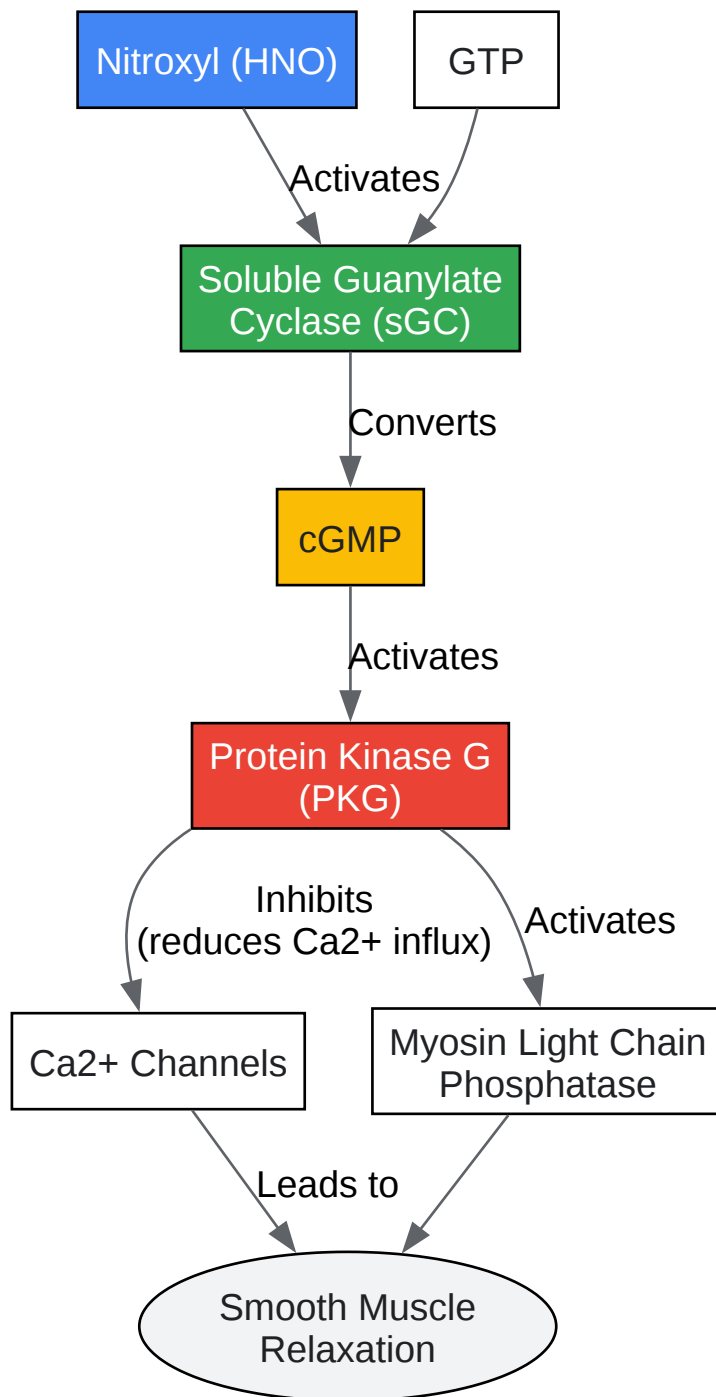 Nitroxyl (HNO)
GTP
Activates
Soluble Guanylate
Cyclase (sGC)
Converts
cGMP
Activates
Protein Kinase G
(PKG)
Inhibits
(reduces Ca2+ influx)
Activates
Ca2+ Channels
Myosin Light Chain
Phosphatase
Leads to
Smooth Muscle
Relaxation